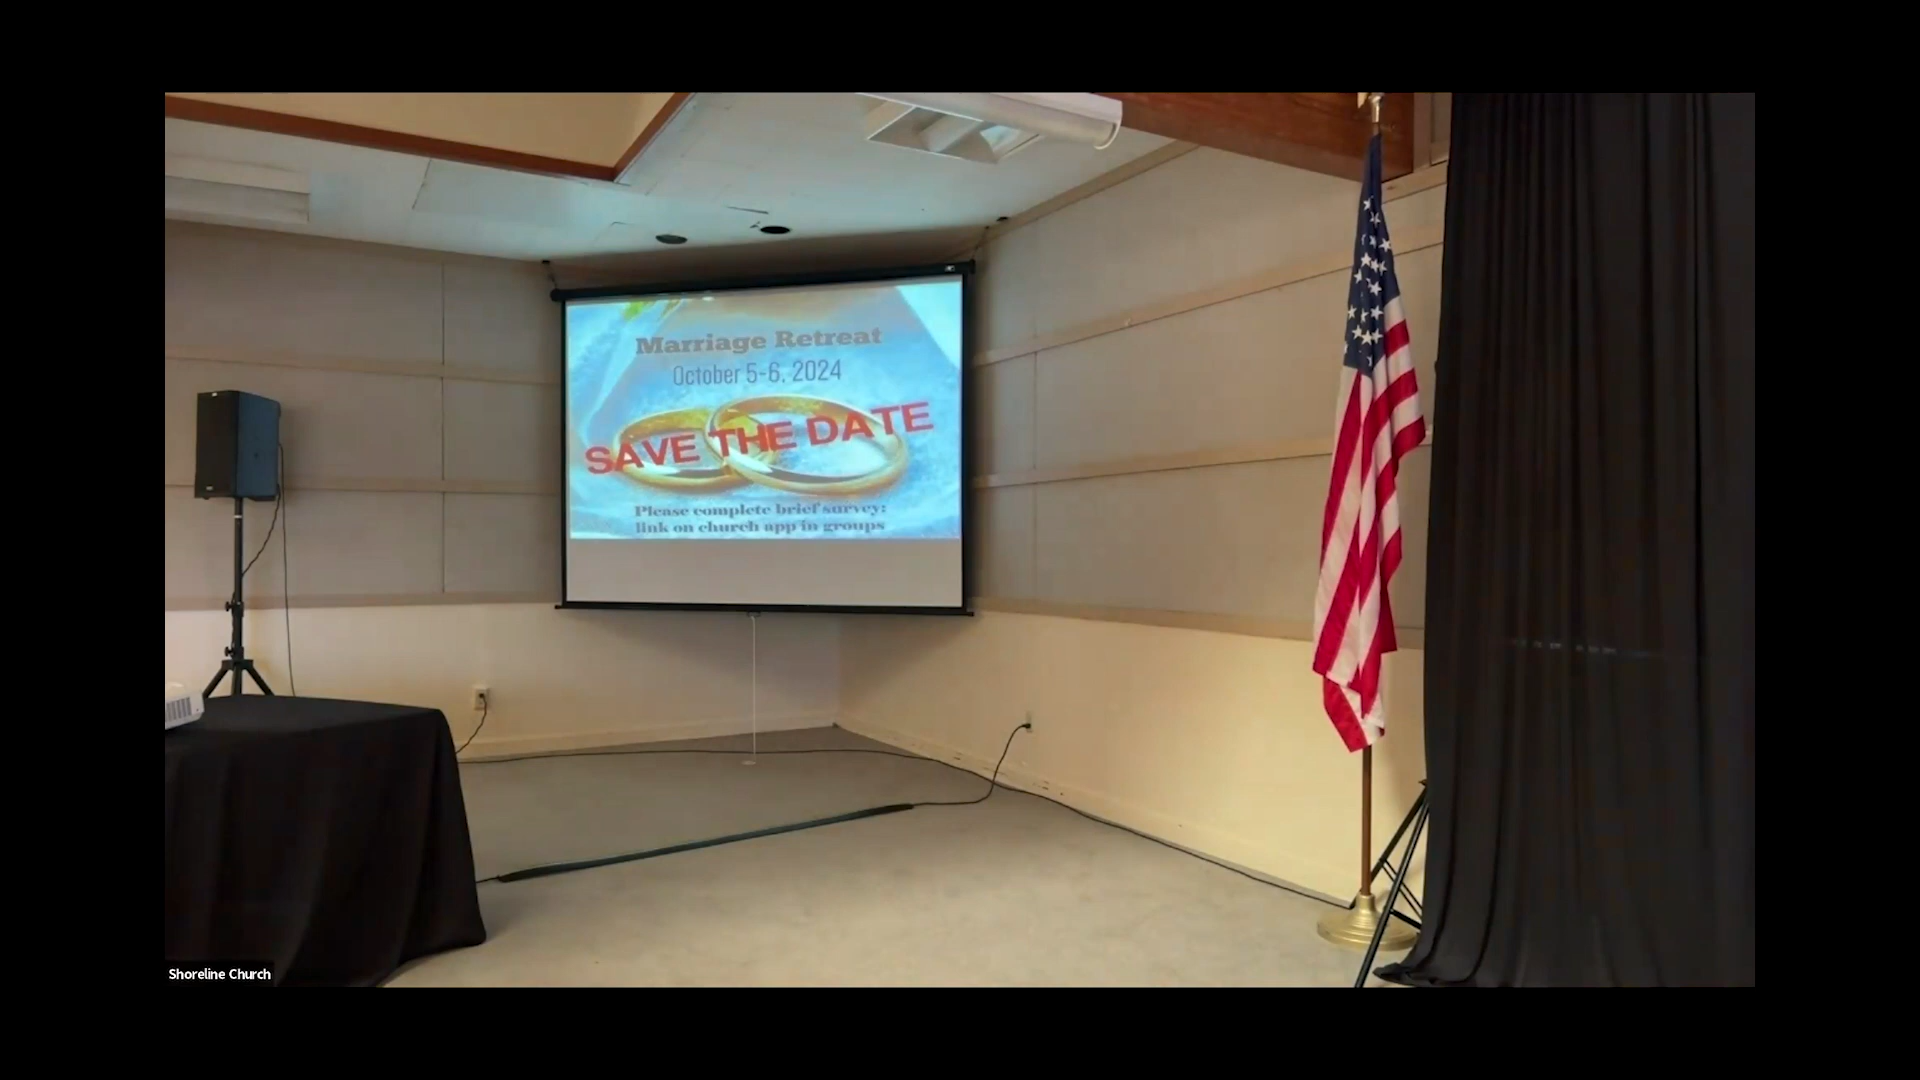 Marriage Retreat
October 5-6, 2024
SAVE THE DATE
Please complete brief survey:
link on church app in groups
Shoreline Church